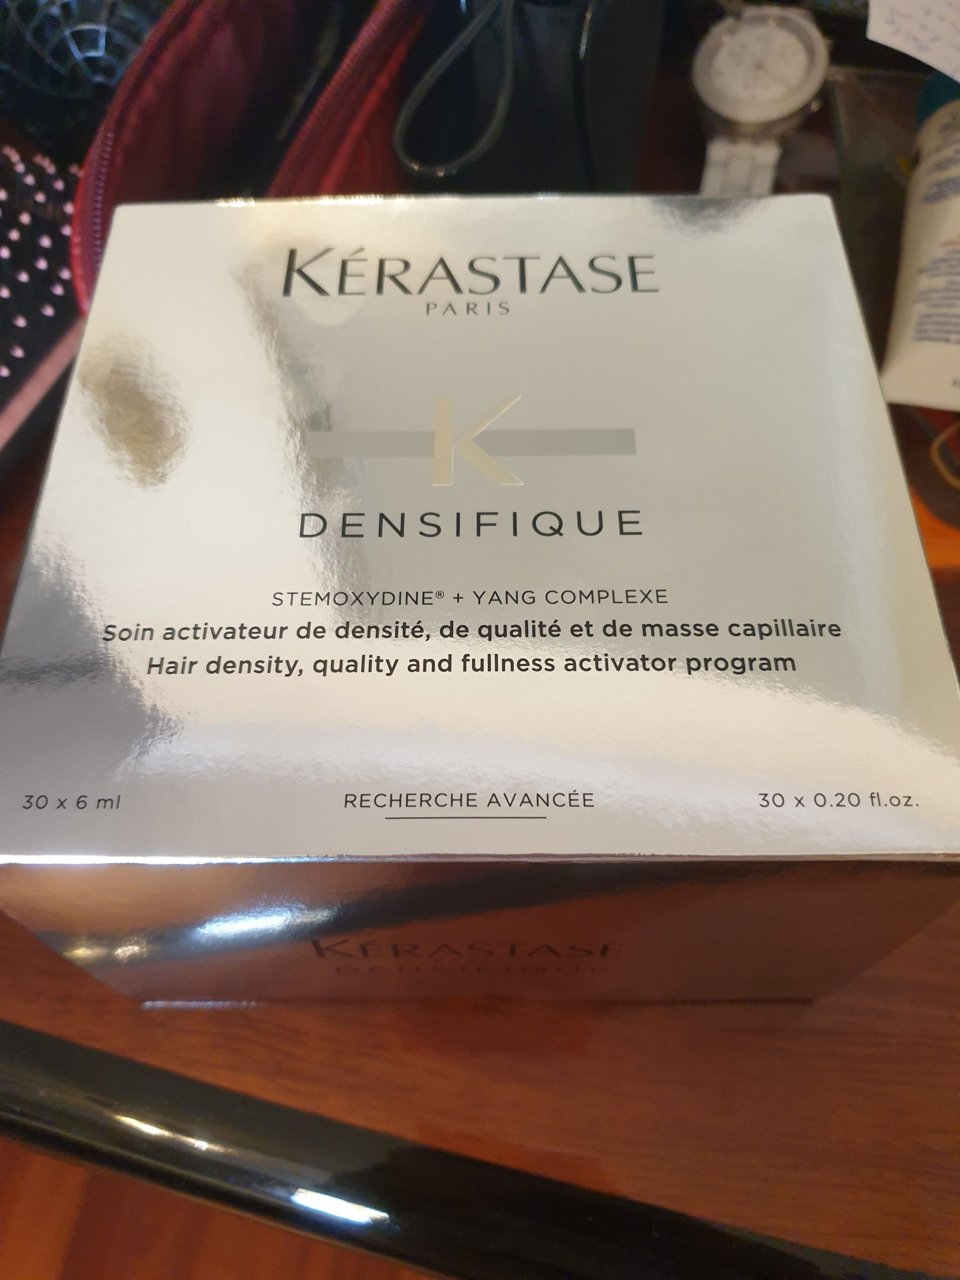 KÉRASTASE
PARIS
K
DENSIFIQUE
STEMOXYDINE® + YANG COMPLEXE
Soin activateur de densité, de qualité et de masse capillaire
Hair density, quality and fullness activator program
30 x 6 ml RECHERCHE AVANCÉE 30 x 0.20 fl.oz.
KÉRASTASE
DENSIFIQUE